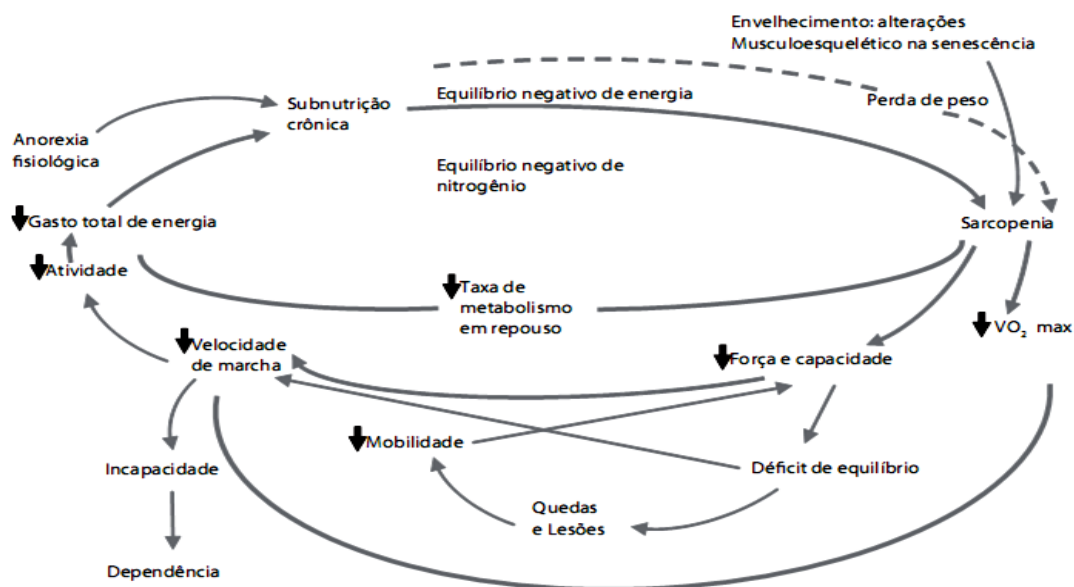 Envelhecimento: alterações
Musculoesquelético na senescência
Equilíbrio negativo de energia
Perda de peso
Subnutrição
crônica
Anorexia
fisiológica
Equilíbrio negativo de
nitrogênio
Gasto total de energia
Sarcopenia
Atividade
Taxa de
metabolismo
em repouso
VO₂ max
Velocidade
de marcha
Força e capacidade
Mobilidade
Incapacidade
Déficit de equilíbrio
Quedas
e Lesões
Dependência